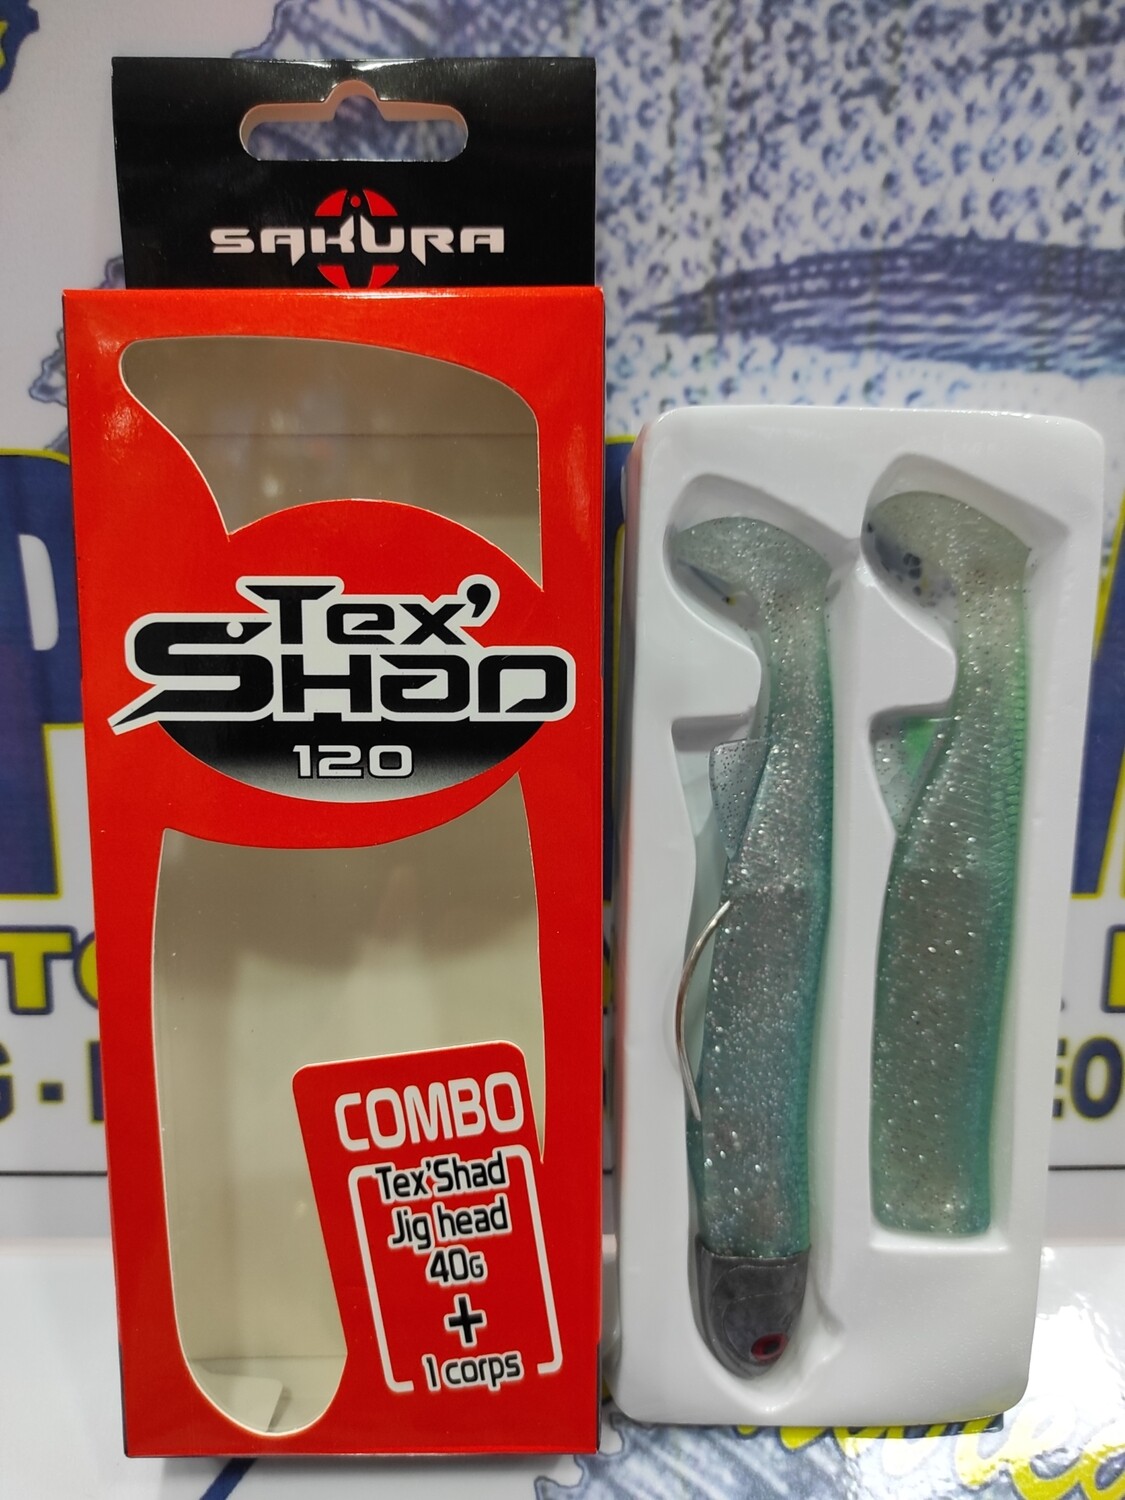 SAKURA
Tex'
SHAD
120
COMBO
Tex'Shad
Jig head
40G
+
1 corps